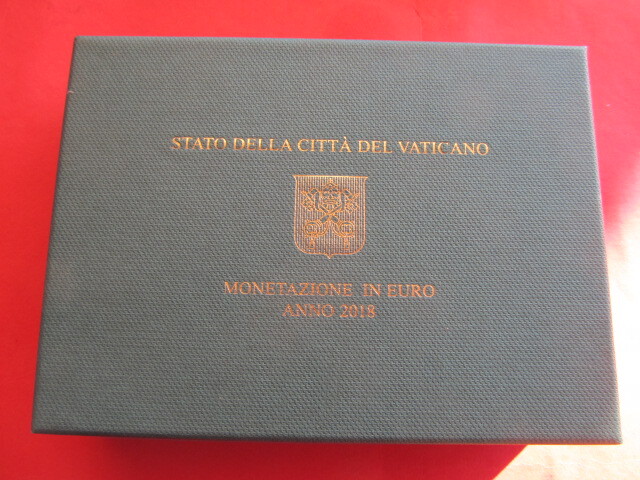 STATO DELLA CITTÀ DEL VATICANO
MONETAZIONE IN EURO
ANNO 2018